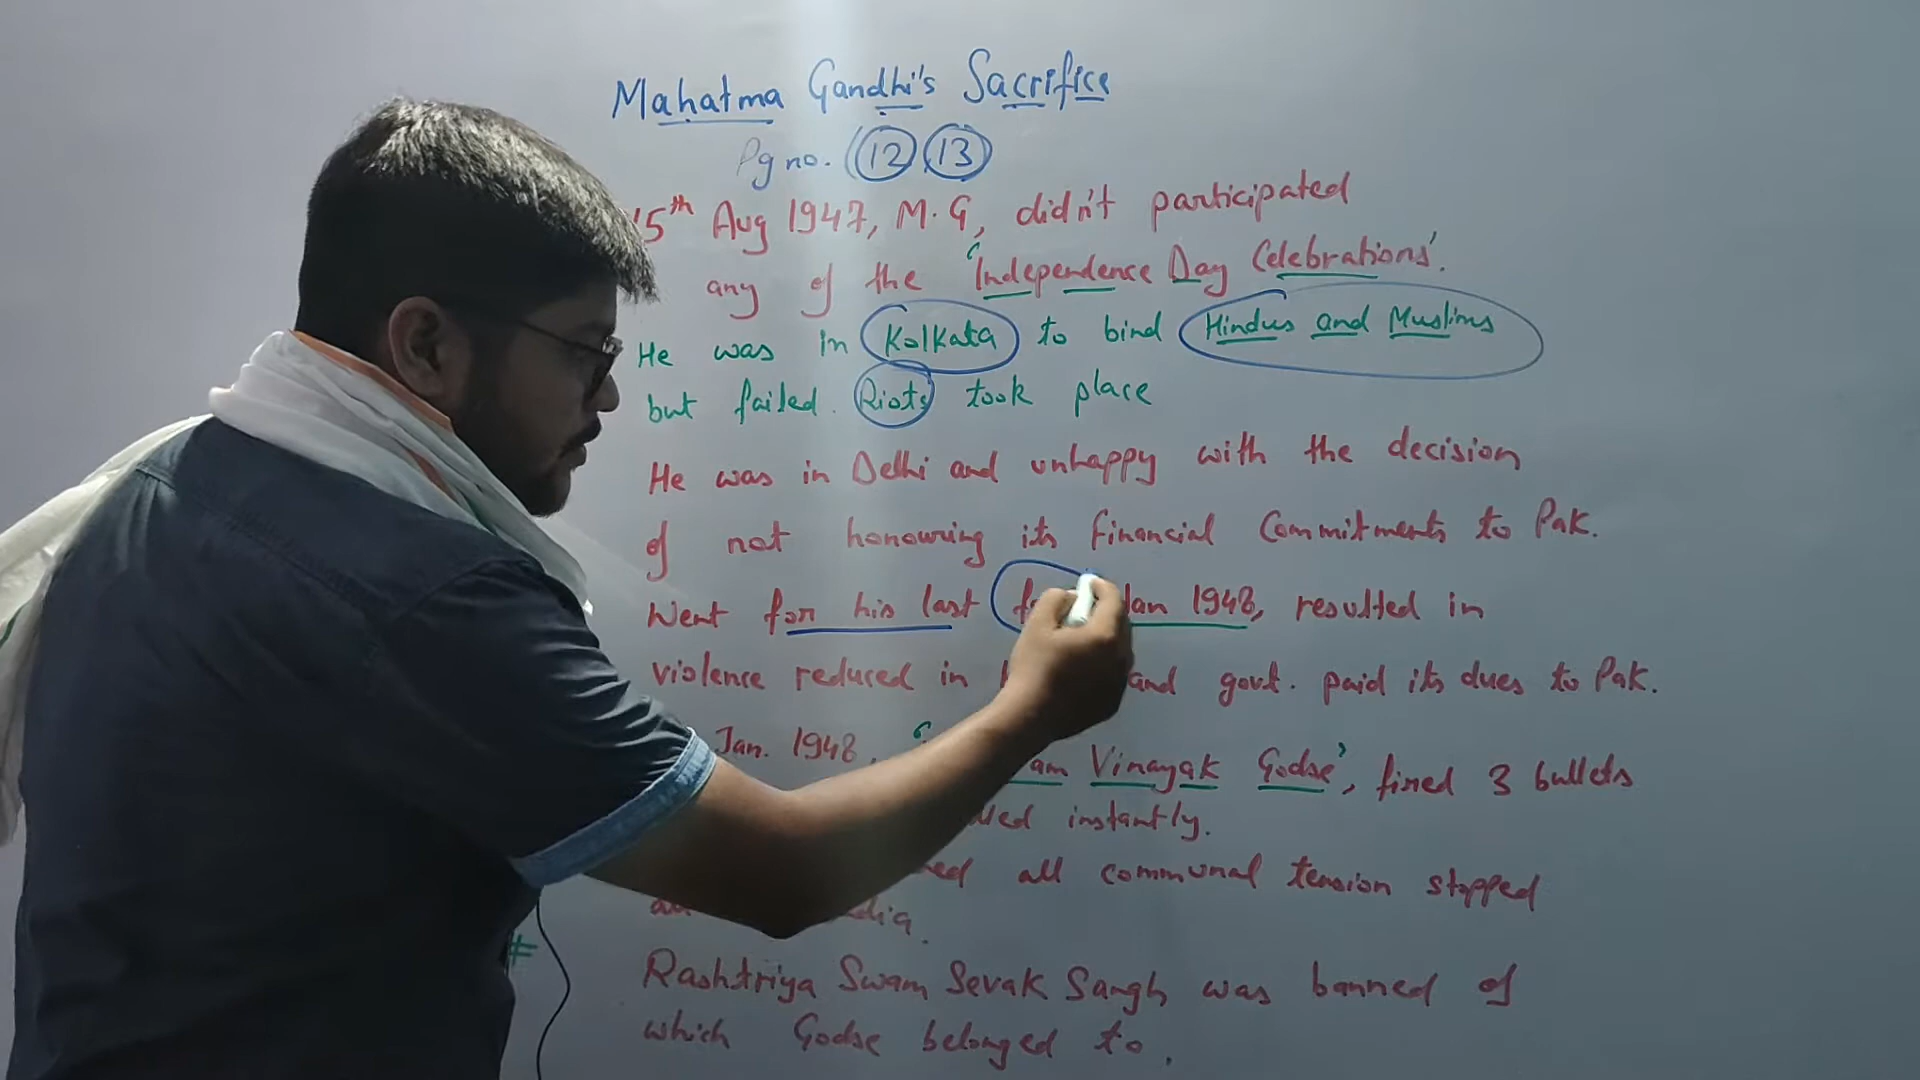 Mahatma Gandhi's Sacrifice
Pg no. (12) (13)
5th Aug 1947, M.G, didn't participated
any of the 'Independence Day Celebrations'.
He was in Kolkata to bind Hindus and Muslims
but failed. Riots took place
He was in Delhi and unhappy with the decision
of not honouring its financial Commitments to Pak.
Went for his last Jan 1948, resulted in
violence reduced in and govt. paid its dues to Pak.
Jan. 1948, Vinayak Godse', fired 3 bullets
instantly.
all communal tension stopped
Rashtriya Swam Sevak Sangh was banned of
which Godse belonged to.